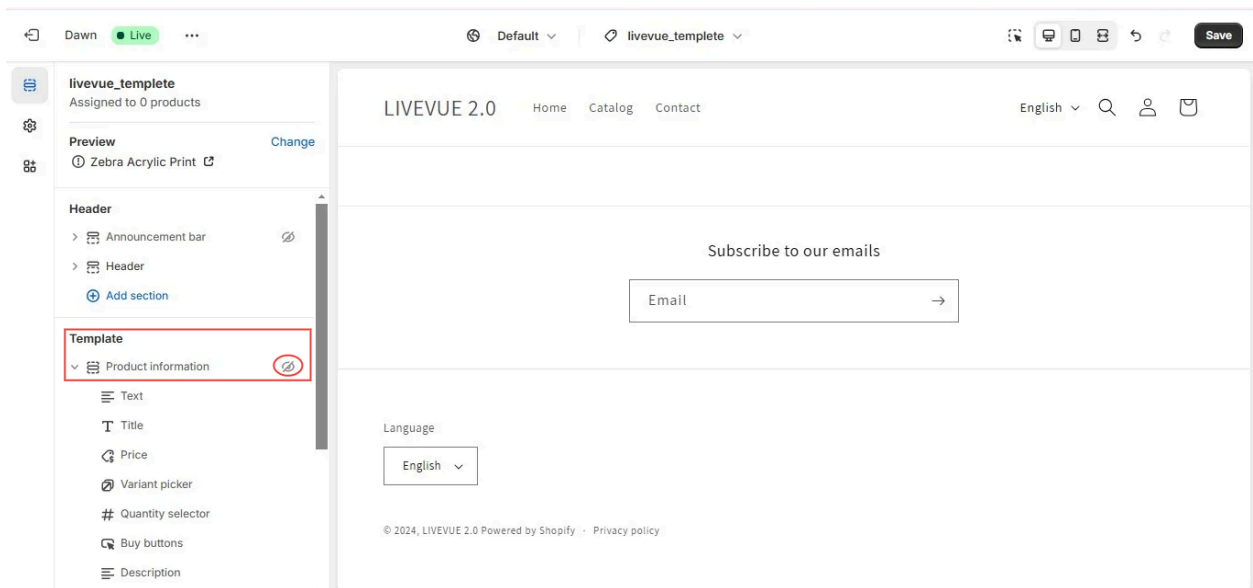 Dawn Live ... Default livevue_templete Save
livevue_templete
Assigned to 0 products
Preview Change
Zebra Acrylic Print
Header
Announcement bar
Header
Add section
Template
Product information
Text
Title
Price
Variant picker
Quantity selector
Buy buttons
Description
LIVEVUE 2.0 Home Catalog Contact English
Subscribe to our emails
Email
Language
English
© 2024, LIVEVUE 2.0 Powered by Shopify · Privacy policy